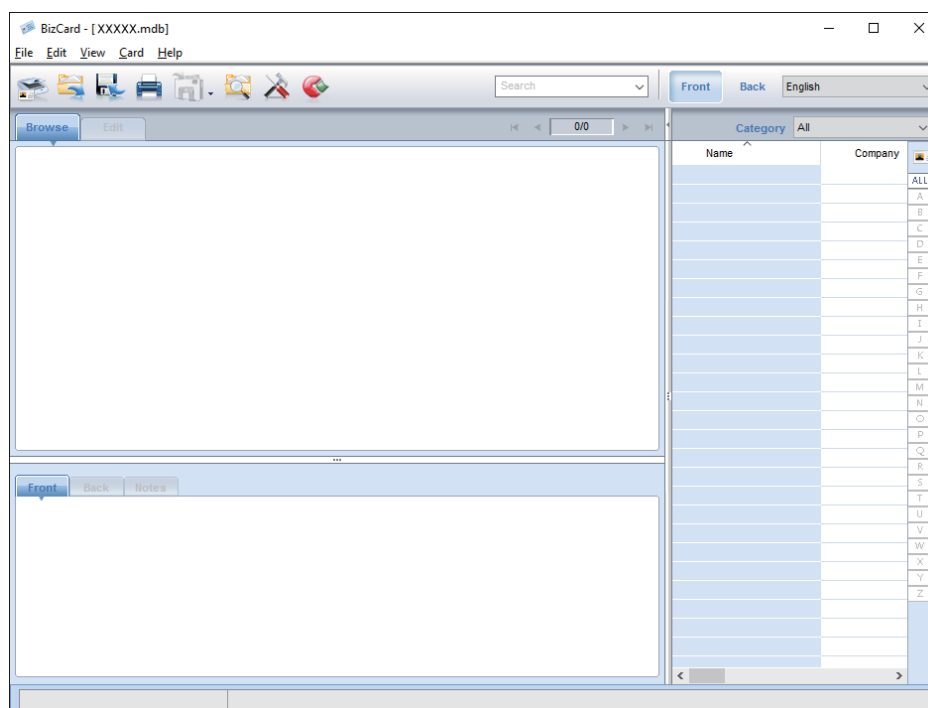 BizCard - [XXXXX.mdb]
File Edit View Card Help
Search
Front Back English
Browse Edit 0/0 Category All
Name Company
ALL
A
B
C
D
E
F
G
H
I
J
K
L
M
N
O
P
Q
R
S
T
U
V
W
X
Y
Z
Front Back Notes